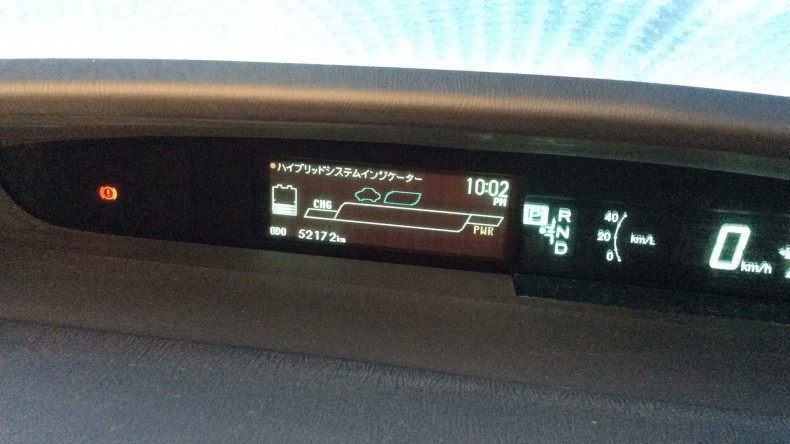 ハイブリッドシステムインジケーター
10:02
PM
CHG
PWR
ODO 52172km
P R
N
D
40
20 km/L
0
0 km/h